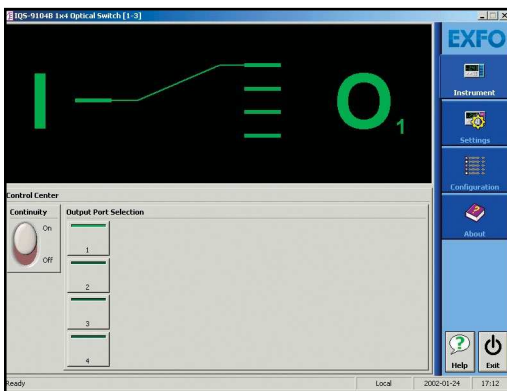 IQS-9104B 1x4 Optical Switch [1-3]
EXFO
I O 1
Instrument
Settings
Configuration
About
Control Center
Continuity
On
Off
Output Port Selection
1
2
3
4
Help Exit
Ready Local 2002-01-24 17:12